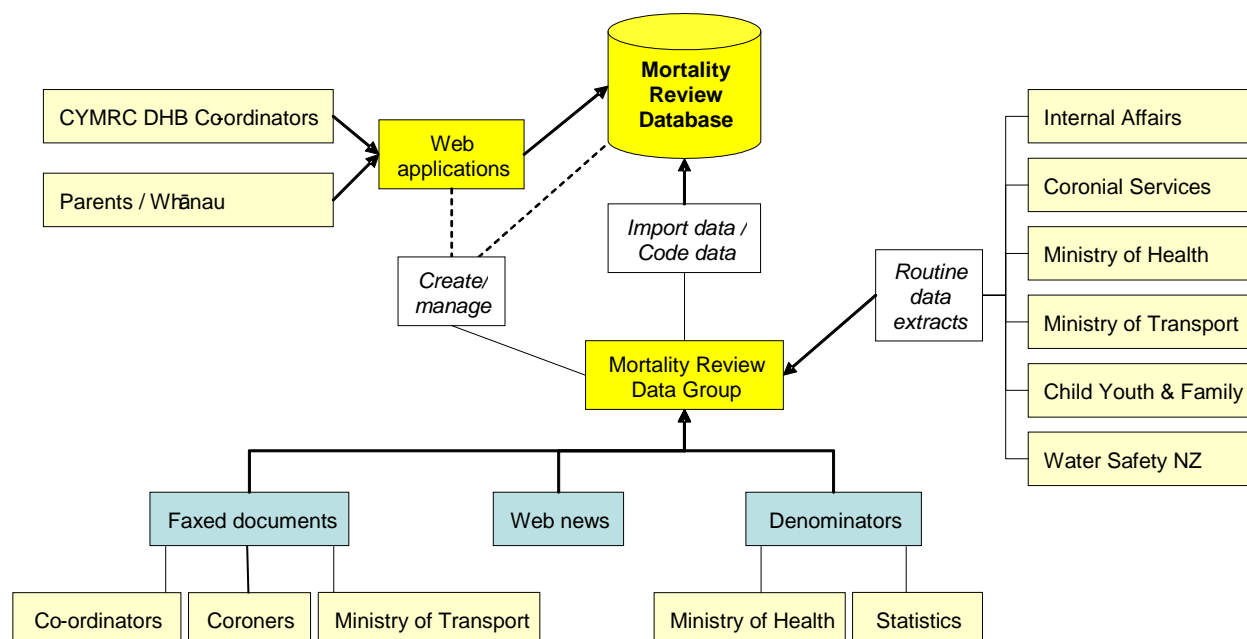 Mortality
Review
Database
CYMRC DHB Co-ordinators
Parents / Whānau
Web
applications
Internal Affairs
Coronial Services
Ministry of Health
Ministry of Transport
Child Youth & Family
Water Safety NZ
Import data /
Code data
Create/
manage
Routine
data
extracts
Mortality Review
Data Group
Faxed documents
Web news
Denominators
Co-ordinators
Coroners
Ministry of Transport
Ministry of Health
Statistics